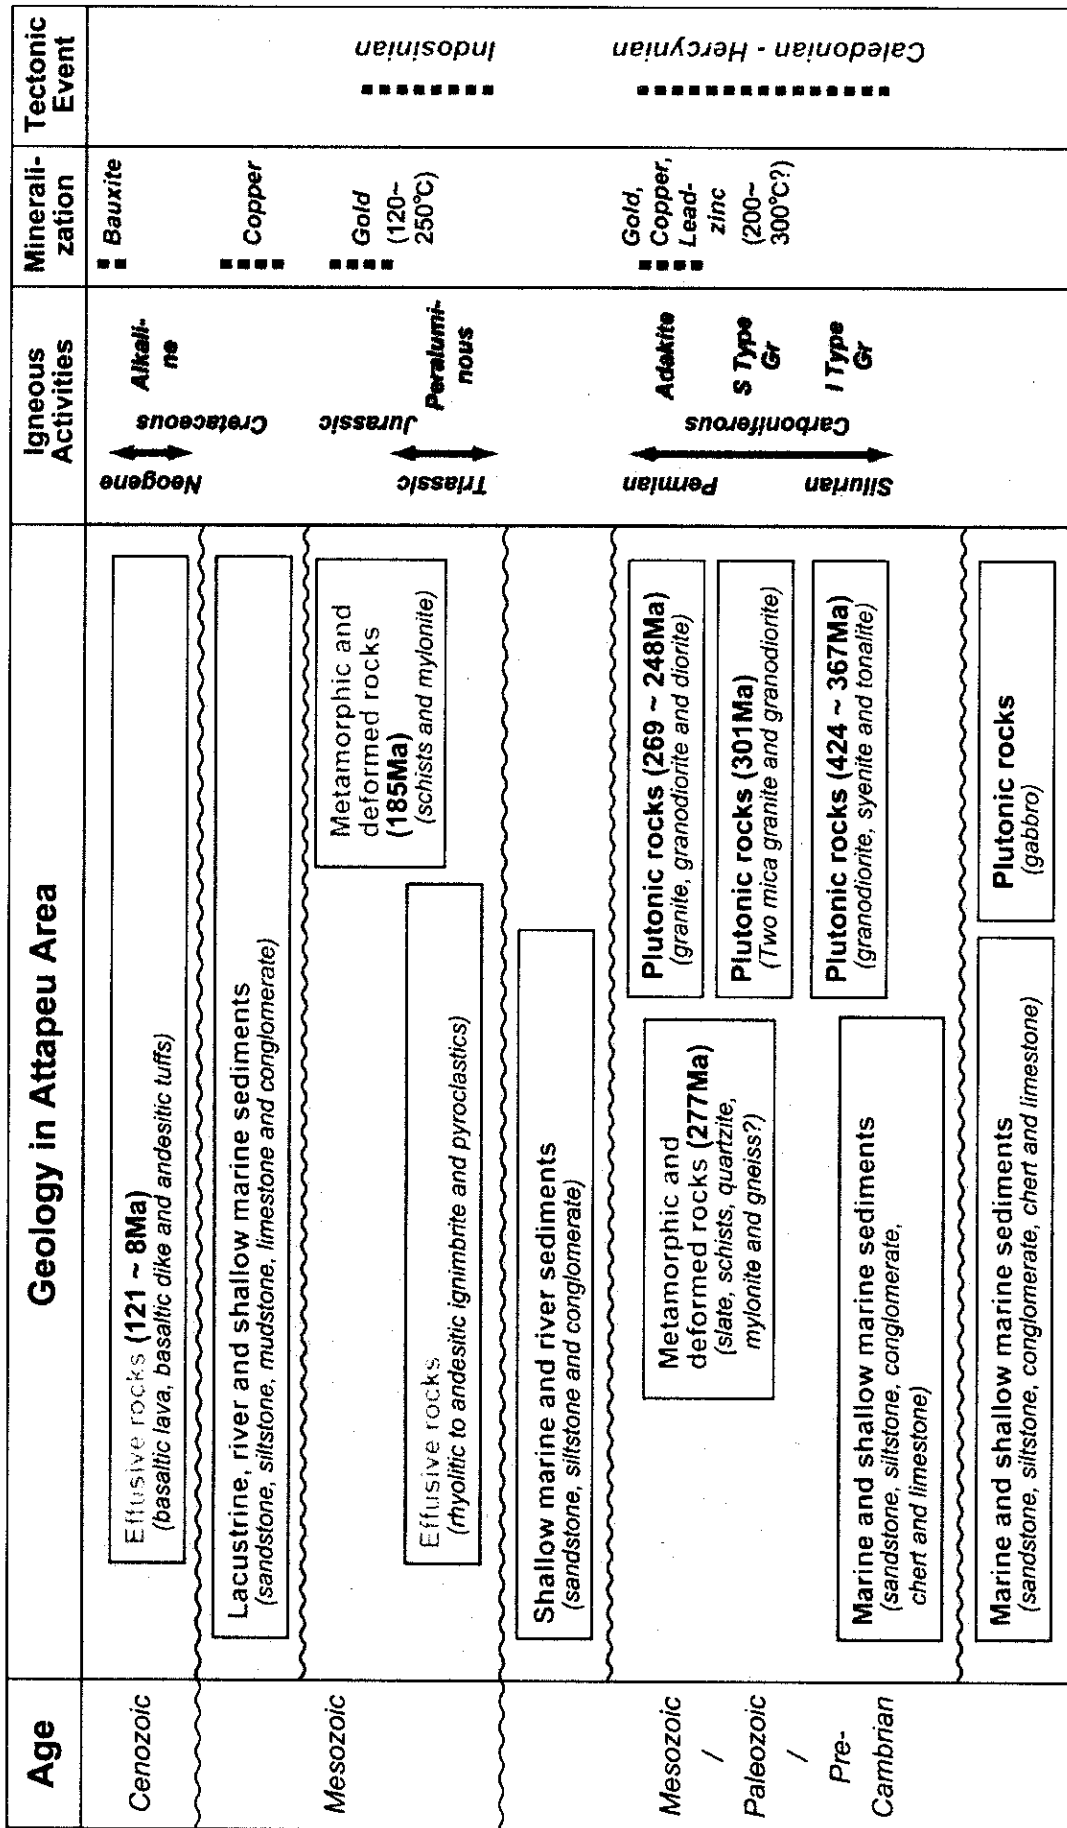 Age
Geology in Attapeu Area
Igneous
Activities
Minerali-
zation
Tectonic
Event
Cenozoic
Effusive rocks (121 ~ 8Ma)
(basaltic lava, basaltic dike and andesitic tuffs)
Neogene
Cretaceous
Alkali-
ne
Bauxite
Mesozoic
Lacustrine, river and shallow marine sediments
(sandstone, siltstone, mudstone, limestone and conglomerate)
Copper
Metamorphic and
deformed rocks
(185Ma)
(schists and mylonite)
Effusive rocks
(rhyolitic to andesitic ignimbrite and pyroclastics)
Triassic
Jurassic
Peralumi-
nous
Gold
(120~
250°C)
Indosinian
Mesozoic
/
Paleozoic
/
Pre-
Cambrian
Shallow marine and river sediments
(sandstone, siltstone and conglomerate)
Metamorphic and
deformed rocks (277Ma)
(slate, schists, quartzite,
mylonite and gneiss?)
Plutonic rocks (269 ~ 248Ma)
(granite, granodiorite and diorite)
Plutonic rocks (301Ma)
(Two mica granite and granodiorite)
Plutonic rocks (424 ~ 367Ma)
(granodiorite, syenite and tonalite)
Marine and shallow marine sediments
(sandstone, siltstone, conglomerate,
chert and limestone)
Permian
Silurian
Carboniferous
Adakite
S Type
Gr
I Type
Gr
Gold,
Copper,
Lead-
zinc
(200~
300°C?)
Caledonian - Hercynian
Marine and shallow marine sediments
(sandstone, siltstone, conglomerate, chert and limestone)
Plutonic rocks
(gabbro)